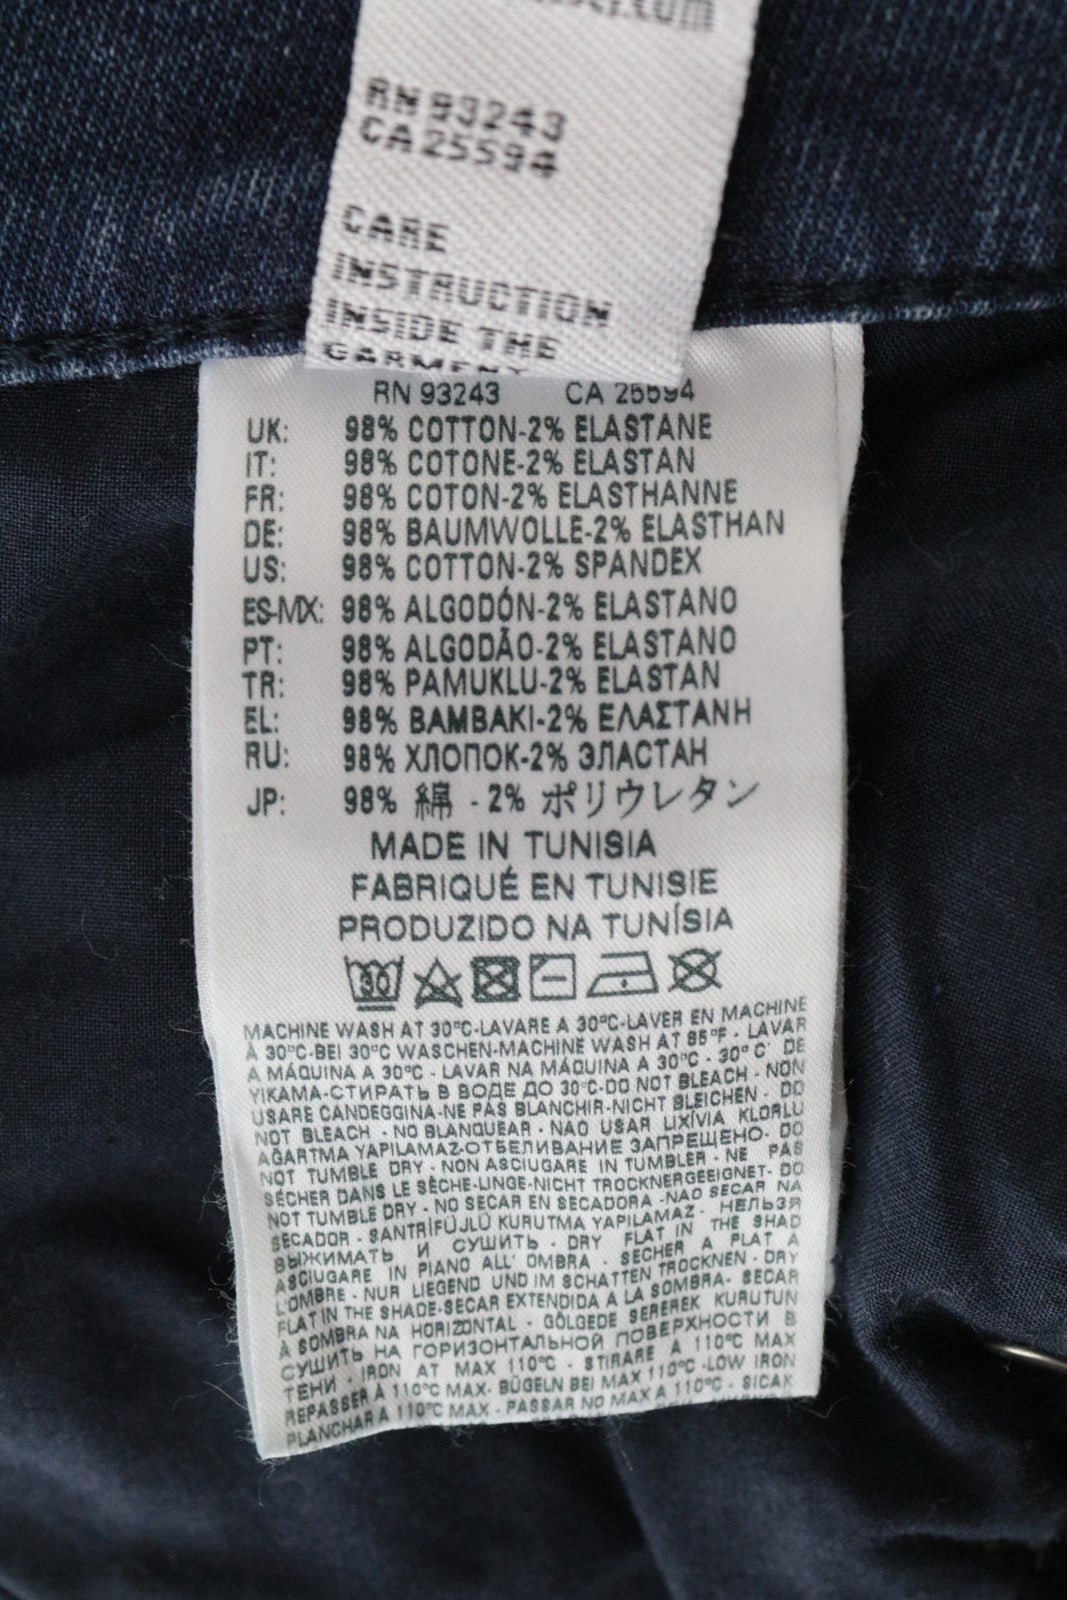 RN 93243
CA 25594
CARE
INSTRUCTION
INSIDE THE
GARMENT
RN 93243 CA 25594
UK: 98% COTTON-2% ELASTANE
IT: 98% COTONE-2% ELASTAN
FR: 98% COTON-2% ELASTHANNE
DE: 98% BAUMWOLLE-2% ELASTHAN
US: 98% COTTON-2% SPANDEX
ES-MX: 98% ALGODÓN-2% ELASTANO
PT: 98% ALGODÃO-2% ELASTANO
TR: 98% PAMUKLU-2% ELASTAN
EL: 98% BAMBAKI-2% ΕΛΑΣΤΑΝΗ
RU: 98% ХЛОПОК-2% ЭЛАСТАН
JP: 98% 綿 - 2% ポリウレタン
MADE IN TUNISIA
FABRIQUÉ EN TUNISIE
PRODUZIDO NA TUNÍSIA
30
MACHINE WASH AT 30°C-LAVARE A 30°C-LAVER EN MACHINE
À 30°C-BEI 30°C WASCHEN-MACHINE WASH AT 85°F - LAVAR
A MÁQUINA A 30°C - LAVAR NA MÁQUINA A 30°C - 30° C' DE
YIKAMA-СТИРАТЬ В ВОДЕ ДО 30°C-DO NOT BLEACH - NON
USARE CANDEGGINA-NE PAS BLANCHIR-NICHT BLEICHEN - DO
NOT BLEACH - NO BLANQUEAR - NAO USAR LIXÍVIA KLORLU
AĞARTMA YAPILAMAZ-ОТБЕЛИВАНИЕ ЗАПРЕЩЕНО- DO
NOT TUMBLE DRY - NON ASCIUGARE IN TUMBLER - NE PAS
SÉCHER DANS LE SÈCHE-LINGE-NICHT TROCKNERGEEIGNET- DO
NOT TUMBLE DRY - NO SECAR EN SECADORA -NAO SECAR NA
SECADOR - SANTRİFÜJLÜ KURUTMA YAPILAMAZ - НЕЛЬЗЯ
ВЫЖИМАТЬ И СУШИТЬ - DRY FLAT IN THE SHAD
ASCIUGARE IN PIANO ALL' OMBRA - SÉCHER A PLAT A
L'OMBRE - NUR LIEGEND UND IM SCHATTEN TROCKNEN - DRY
FLAT IN THE SHADE-SECAR EXTENDIDA A LA SOMBRA- SECAR
À SOMBRA NA HORIZONTAL - GÖLGEDE SEREREK KURUTUN
СУШИТЬ НА ГОРИЗОНТАЛЬНОЙ ПОВЕРХНОСТИ В
ТЕНИ - IRON AT MAX 110°C - STIRARE À 110°C MAX
REPASSER À 110°C MAX- BÜGELN BEI MAX 110°C -LOW IRON
PLANCHAR A 110°C MAX - PASSAR NO MAX A 110°C - SICAK